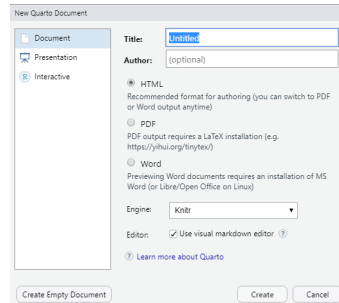 New Quarto Document
Document
Presentation
Interactive
Title:
Untitled
Author:
(optional)
HTML
Recommended format for authoring (you can switch to PDF
or Word output anytime)
PDF
PDF output requires a LaTeX installation (e.g.
https://yihui.org/tinytex/)
Word
Previewing Word documents requires an installation of MS
Word (or Libre/Open Office on Linux)
Engine:
Knitr
Editor:
Use visual markdown editor ?
? Learn more about Quarto
Create Empty Document
Create
Cancel